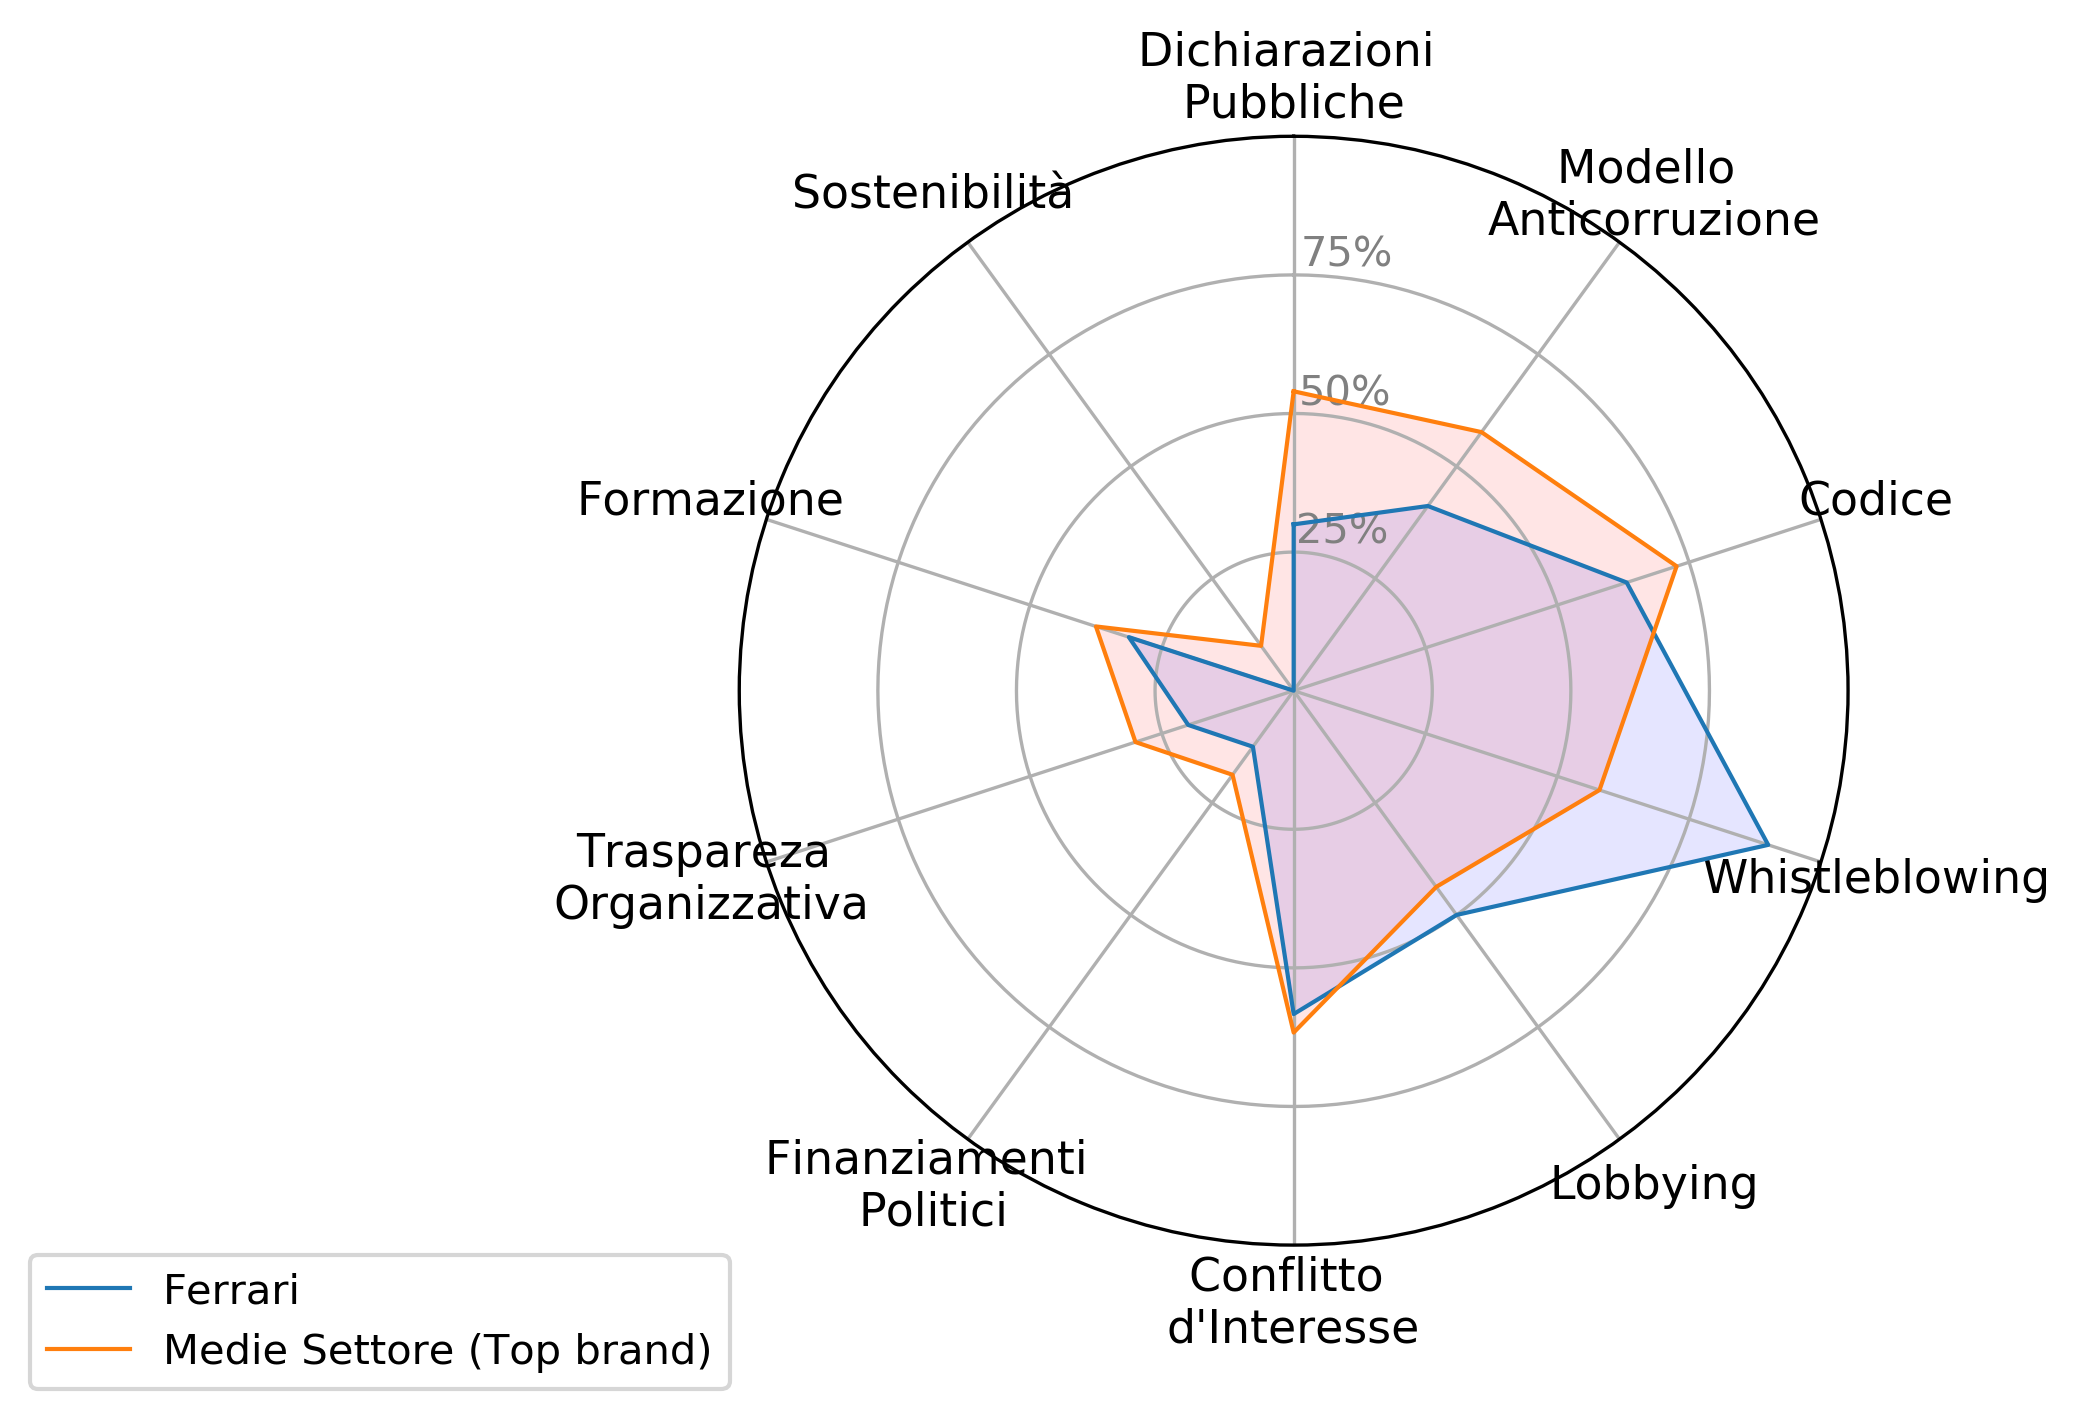 Dichiarazioni
Pubbliche
Modello
Anticorruzione
Sostenibilità
75%
50%
25%
Formazione
Codice
Traspareza
Organizzativa
Whistleblowing
Finanziamenti
Politici
Lobbying
Conflitto
d'Interesse
Ferrari
Medie Settore (Top brand)